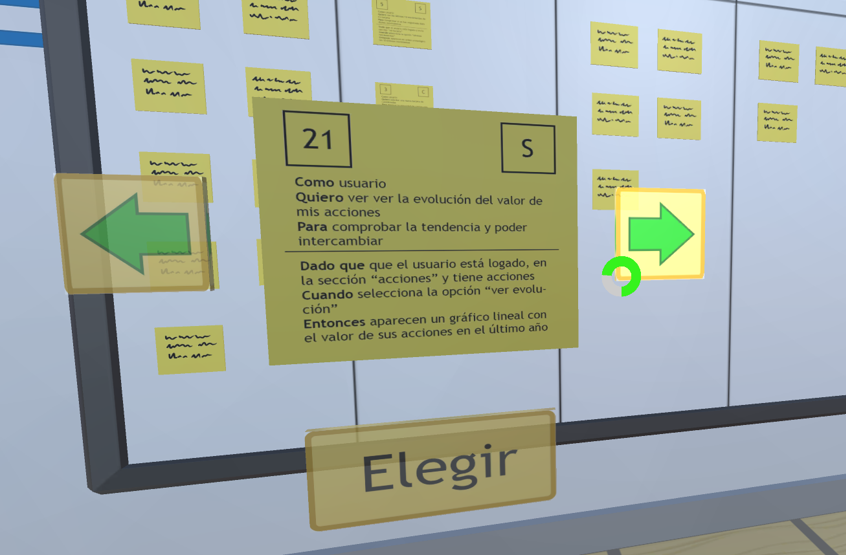 21
S
Como usuario
Quiero ver ver la evolución del valor de
mis acciones
Para comprobar la tendencia y poder
intercambiar
Dado que que el usuario está logado, en
la sección “acciones” y tiene acciones
Cuando selecciona la opción “ver evolu-
ción”
Entonces aparecen un gráfico lineal con
el valor de sus acciones en el último año
Elegir